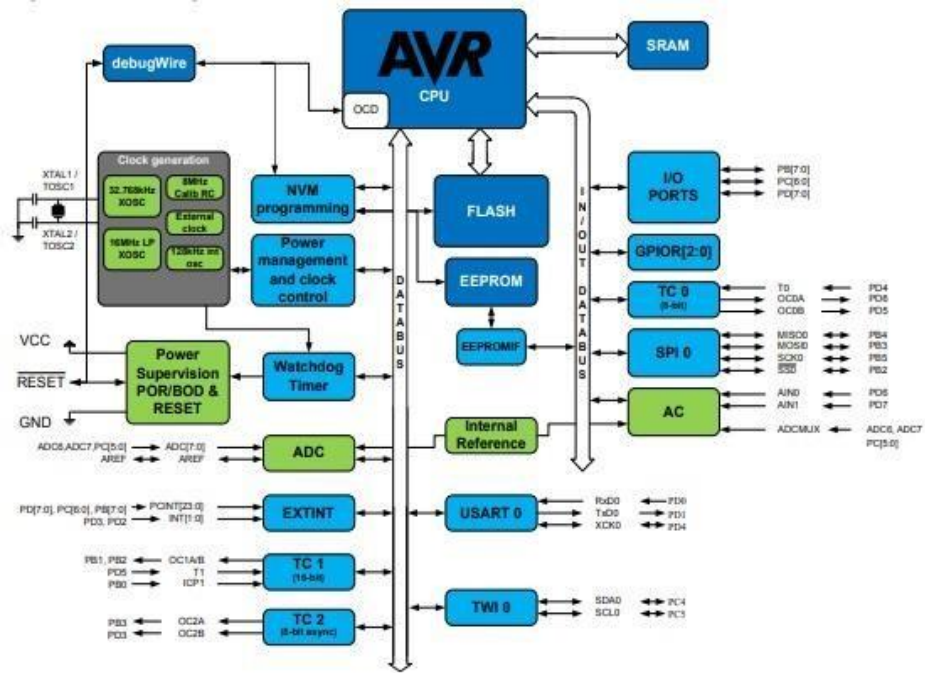 AVR
CPU
OCD
SRAM
debugWire
Clock generation
XTAL1 /
TOSC1
32.768kHz
XOSC
8MHz
Calib RC
External
clock
XTAL2 /
TOSC2
16MHz LP
XOSC
128kHz int
osc
NVM
programming
FLASH
Power
management
and clock
control
EEPROM
EEPROMIF
DATABUS
IN/OUT
DATABUS
I/O
PORTS
PB[7:0]
PC[6:0]
PD[7:0]
GPIOR[2:0]
TC 0
(8-bit)
T0 PD4
OC0A PD6
OC0B PD5
SPI 0
MISO0 PB4
MOSI0 PB3
SCK0 PB5
SS0 PB2
AC
AIN0 PD6
AIN1 PD7
ADCMUX ADC6, ADC7
PC[5:0]
VCC
RESET
GND
Power
Supervision
POR/BOD &
RESET
Watchdog
Timer
Internal
Reference
ADC6,ADC7,PC[5:0] ADC[7:0]
AREF AREF
ADC
PD[7:0], PC[6:0], PB[7:0] PCINT[23:0]
PD3, PD2 INT[1:0]
EXTINT
USART 0
RxD0 PD0
TxD0 PD1
XCK0 PD4
PB1, PB2 OC1A/B
PD5 T1
PB0 ICP1
TC 1
(16-bit)
PB3 OC2A
PD3 OC2B
TC 2
(8-bit async)
TWI 0
SDA0 PC4
SCL0 PC5